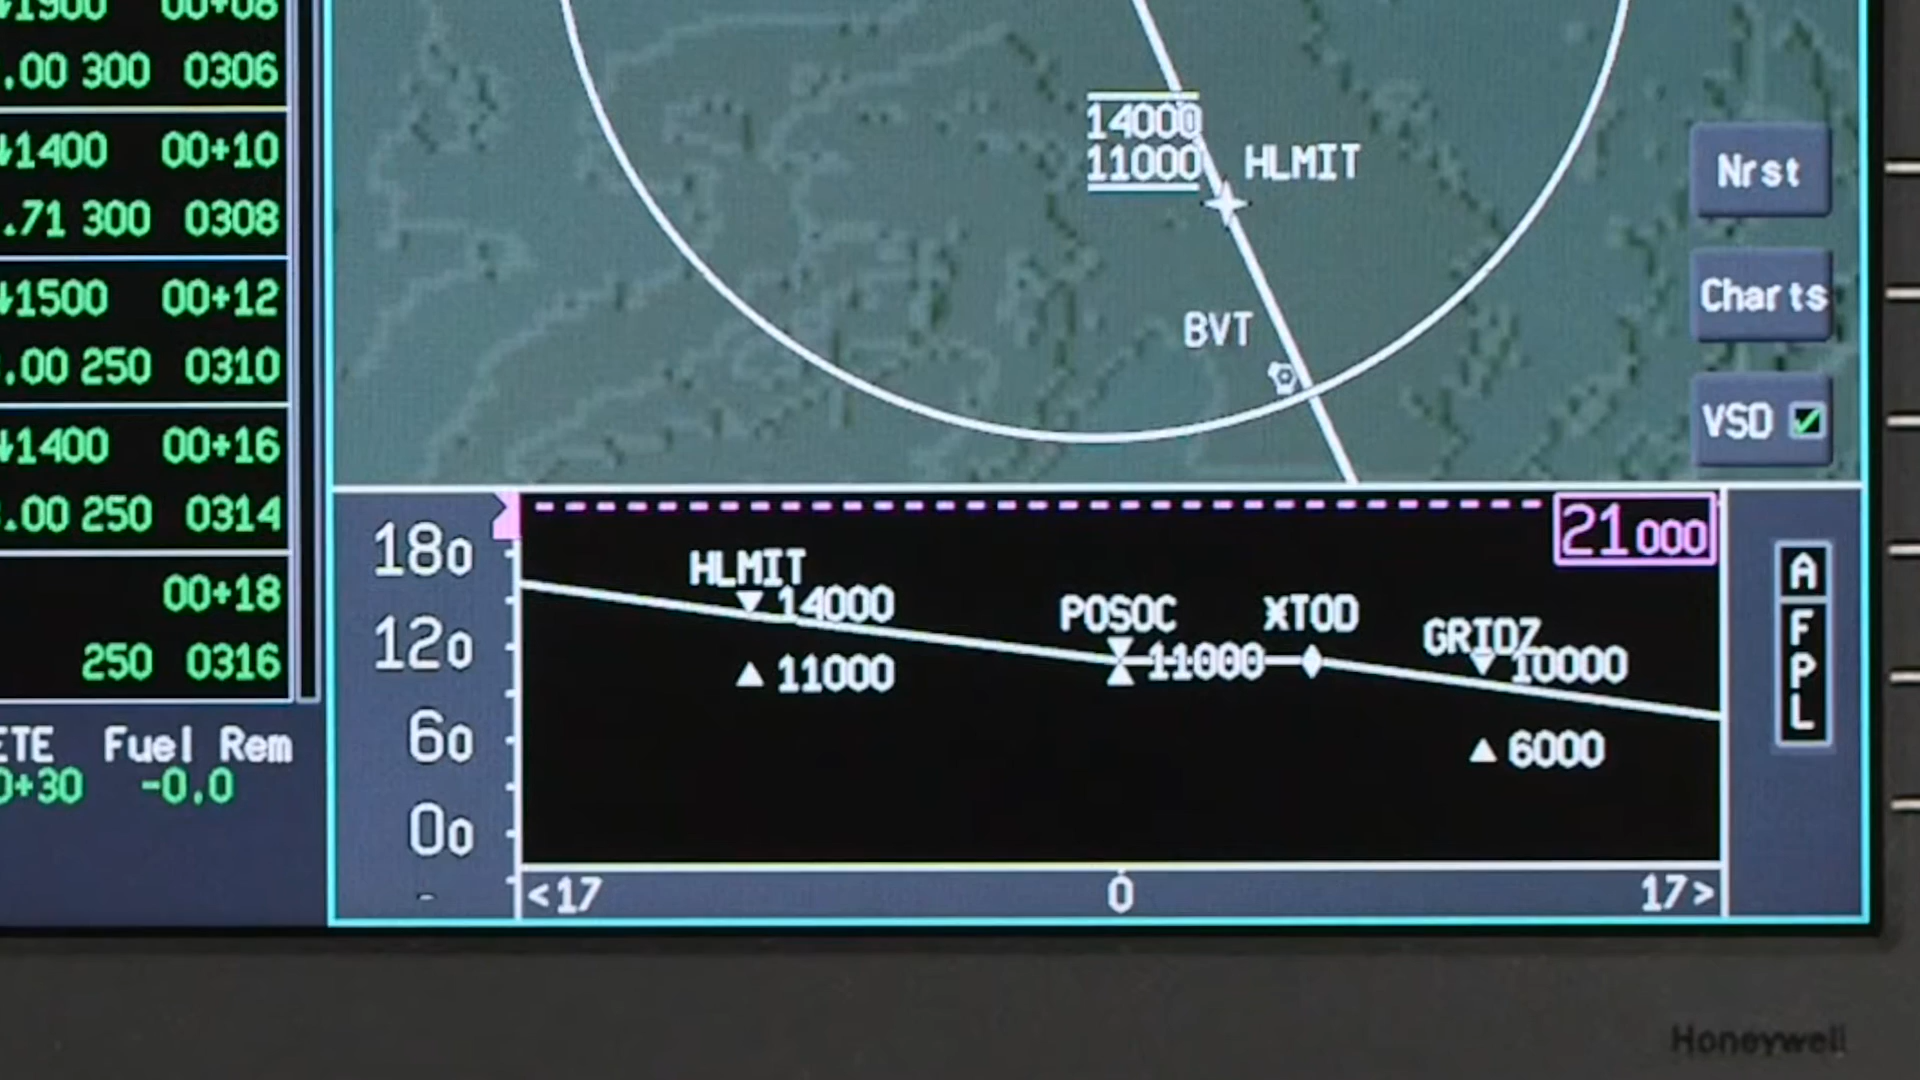 ↓1900 00+08
.00 300 0306
↓1400 00+10
.71 300 0308
↓1500 00+12
.00 250 0310
↓1400 00+16
.00 250 0314
00+18
250 0316
ETE Fuel Rem
0+30 -0.0
14000
11000
HLMIT
BVT
Nrst
Charts
VSD
21000
180
120
60
00
HLMIT
14000
11000
POSOC
11000
XTOD
GRIDZ
10000
6000
A
FPL
<17 0 17>
Honeywell